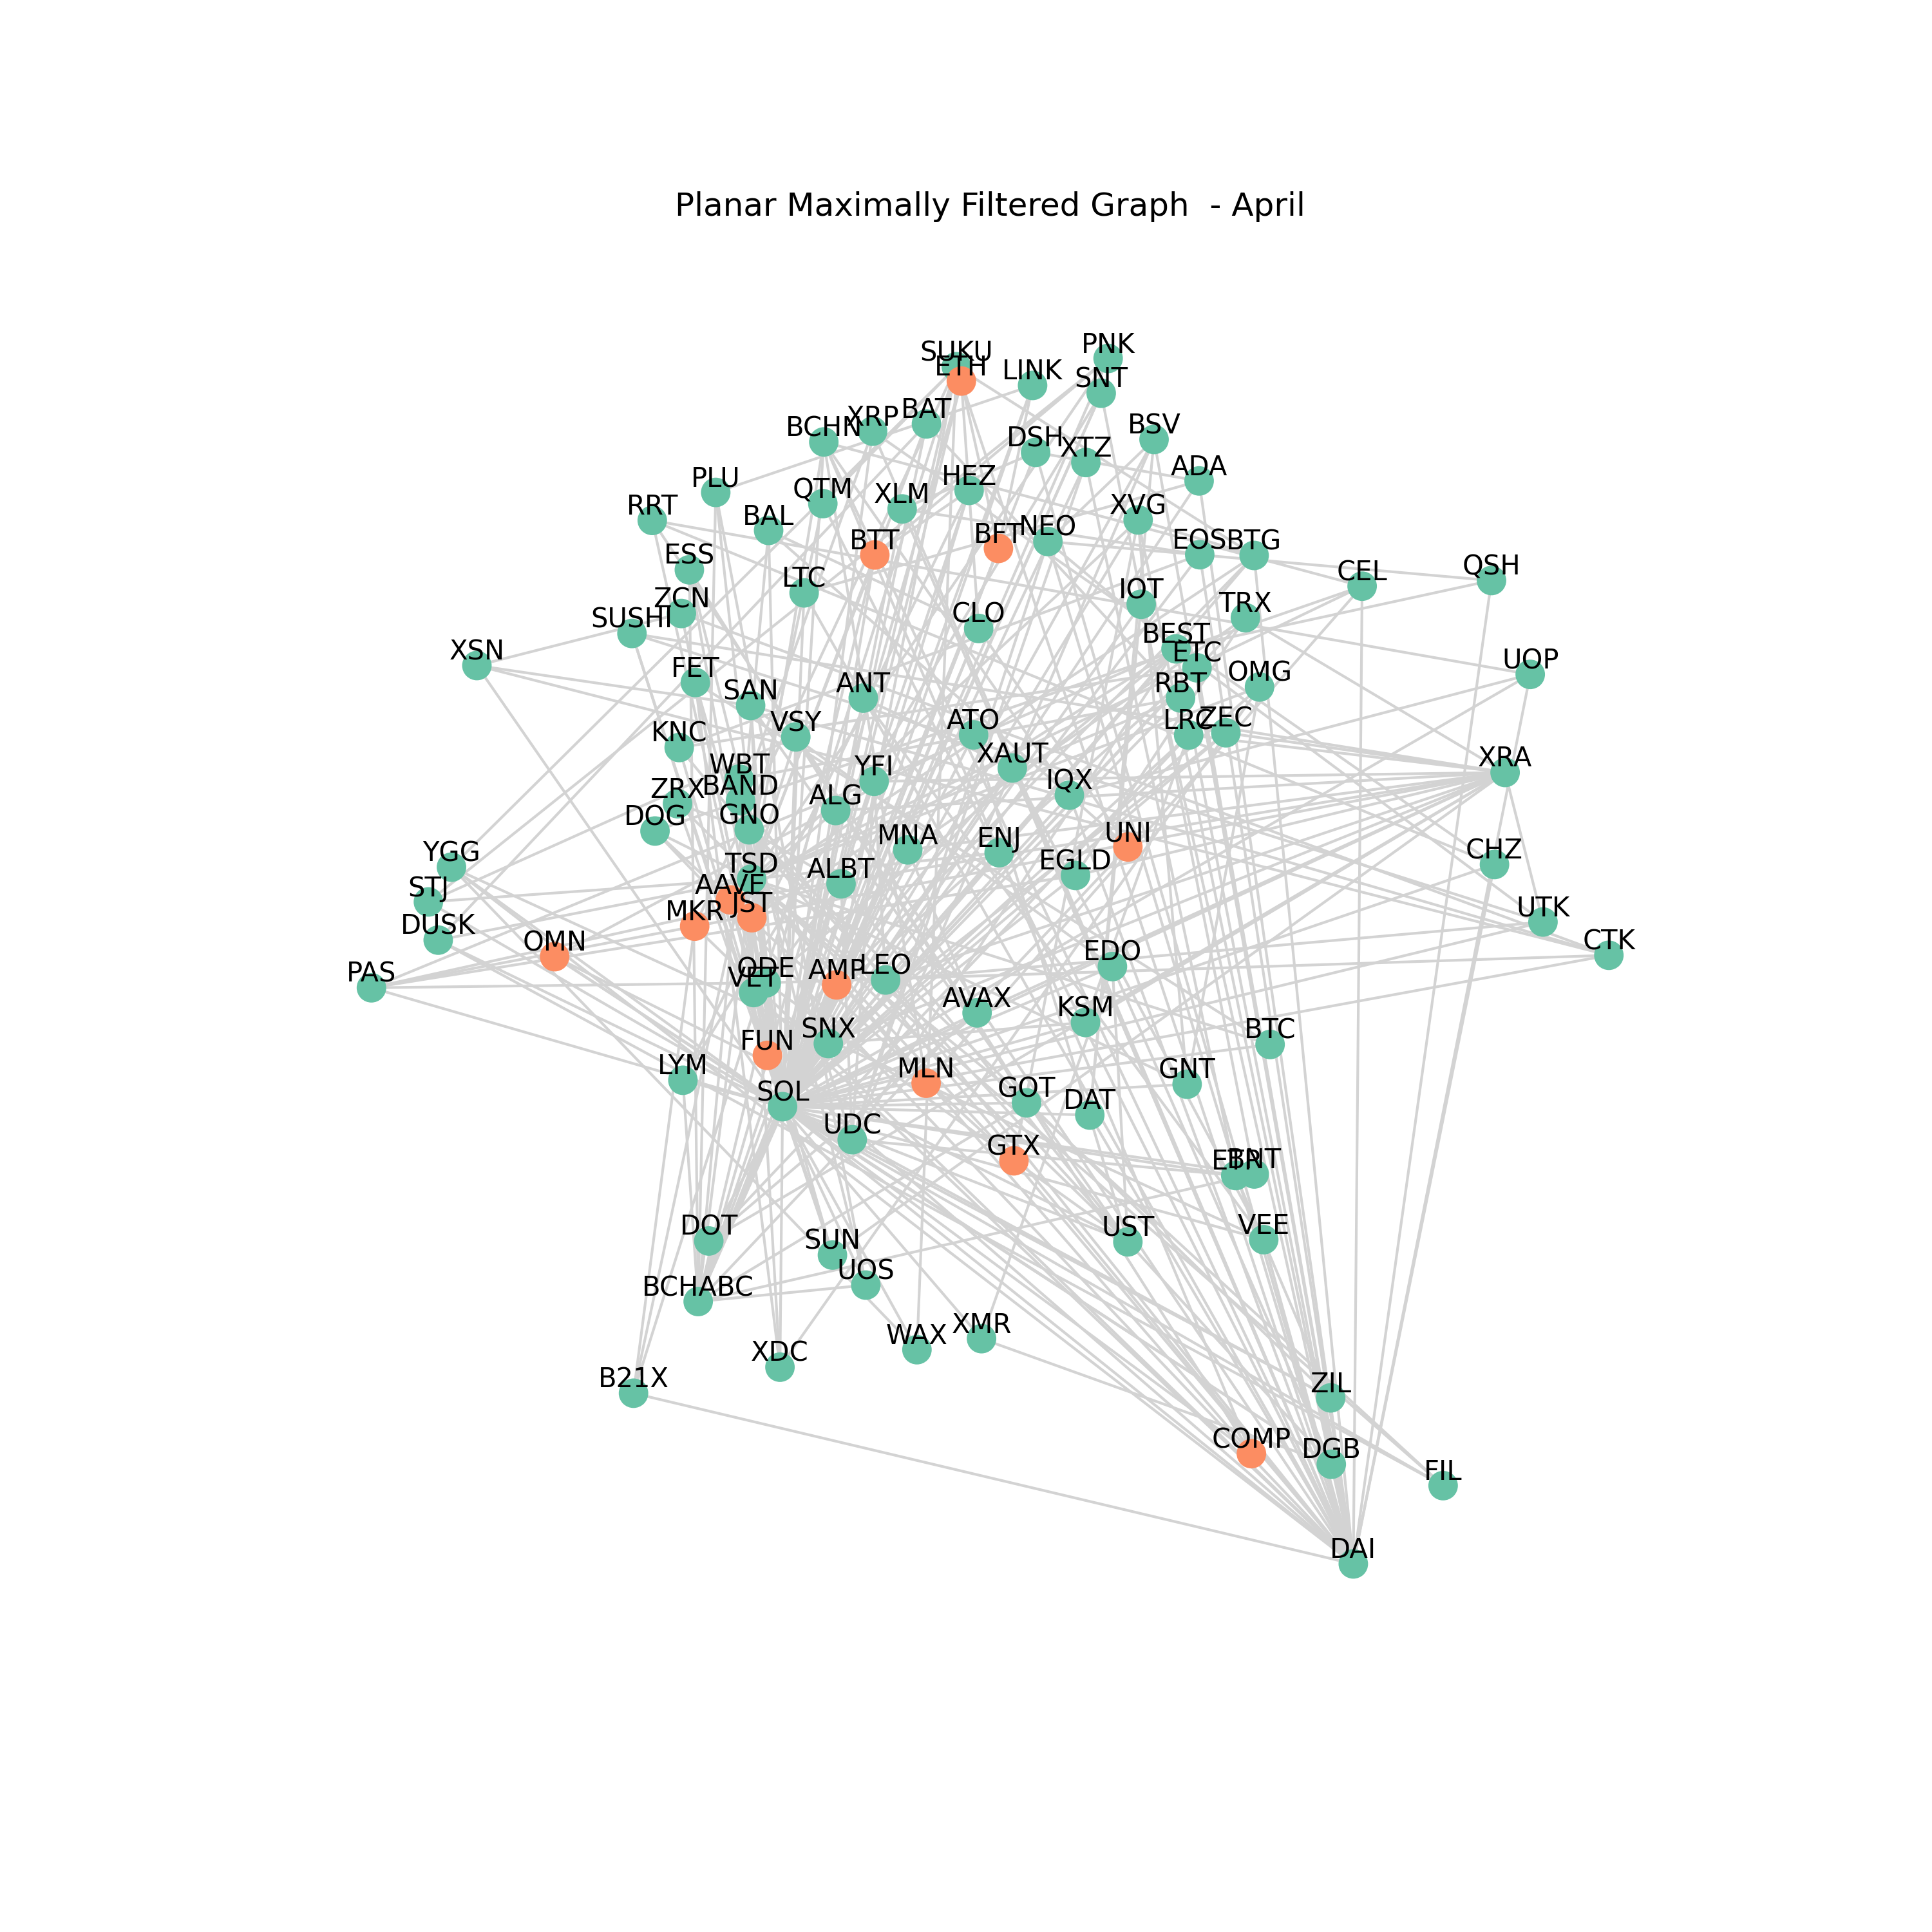 Planar Maximally Filtered Graph - April
PNK
SUKU
ETH
LINK
SNT
BAT
XRP
BCHN
BSV
DSH
XTZ
ADA
HEZ
PLU
QTM
XLM
RRT
BAL
XVG
BTT
BFT
NEO
EOS
BTG
ESS
QSH
CEL
LTC
IOT
ZCN
TRX
SUSHI
CLO
BEST
XSN
ETC
UOP
FET
OMG
SAN
ANT
RBT
VSY
ATO
LRC
ZEC
KNC
XAUT
XRA
WBT
YFI
IQX
BAND
ZRX
ALG
DOG
GNO
MNA
ENJ
UNI
YGG
TSD
ALBT
EGLD
CHZ
STJ
AAVE
JST
MKR
UTK
DUSK
OMN
EDO
CTK
PAS
ODE
VET
AMP
LEO
AVAX
KSM
FUN
SNX
BTC
LYM
MLN
GNT
SOL
GOT
DAT
UDC
GTX
ETP
BNT
DOT
SUN
UST
VEE
BCHABC
UOS
WAX
XMR
XDC
B21X
ZIL
COMP
DGB
FIL
DAI